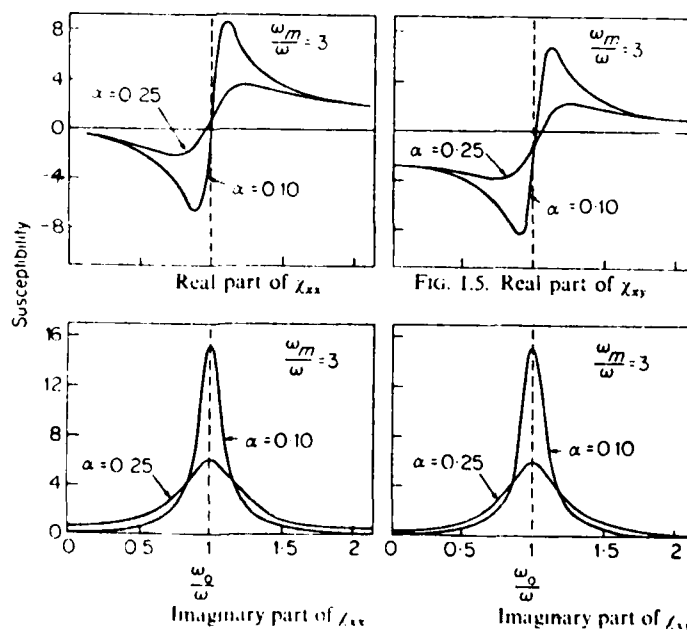 8
4
0
-4
-8
ωm/ω = 3
α=0.25
α=0.10
ωm/ω = 3
α=0.25
α=0.10
Susceptibility
Real part of χxx
FIG. 1.5. Real part of χxy
16
12
8
4
0
ωm/ω = 3
α=0.10
α=0.25
ωm/ω = 3
α=0.25
α=0.10
0 0.5 1 1.5 2
0 0.5 1 1.5 2
ω0/ω
ω0/ω
Imaginary part of
Imaginary part of